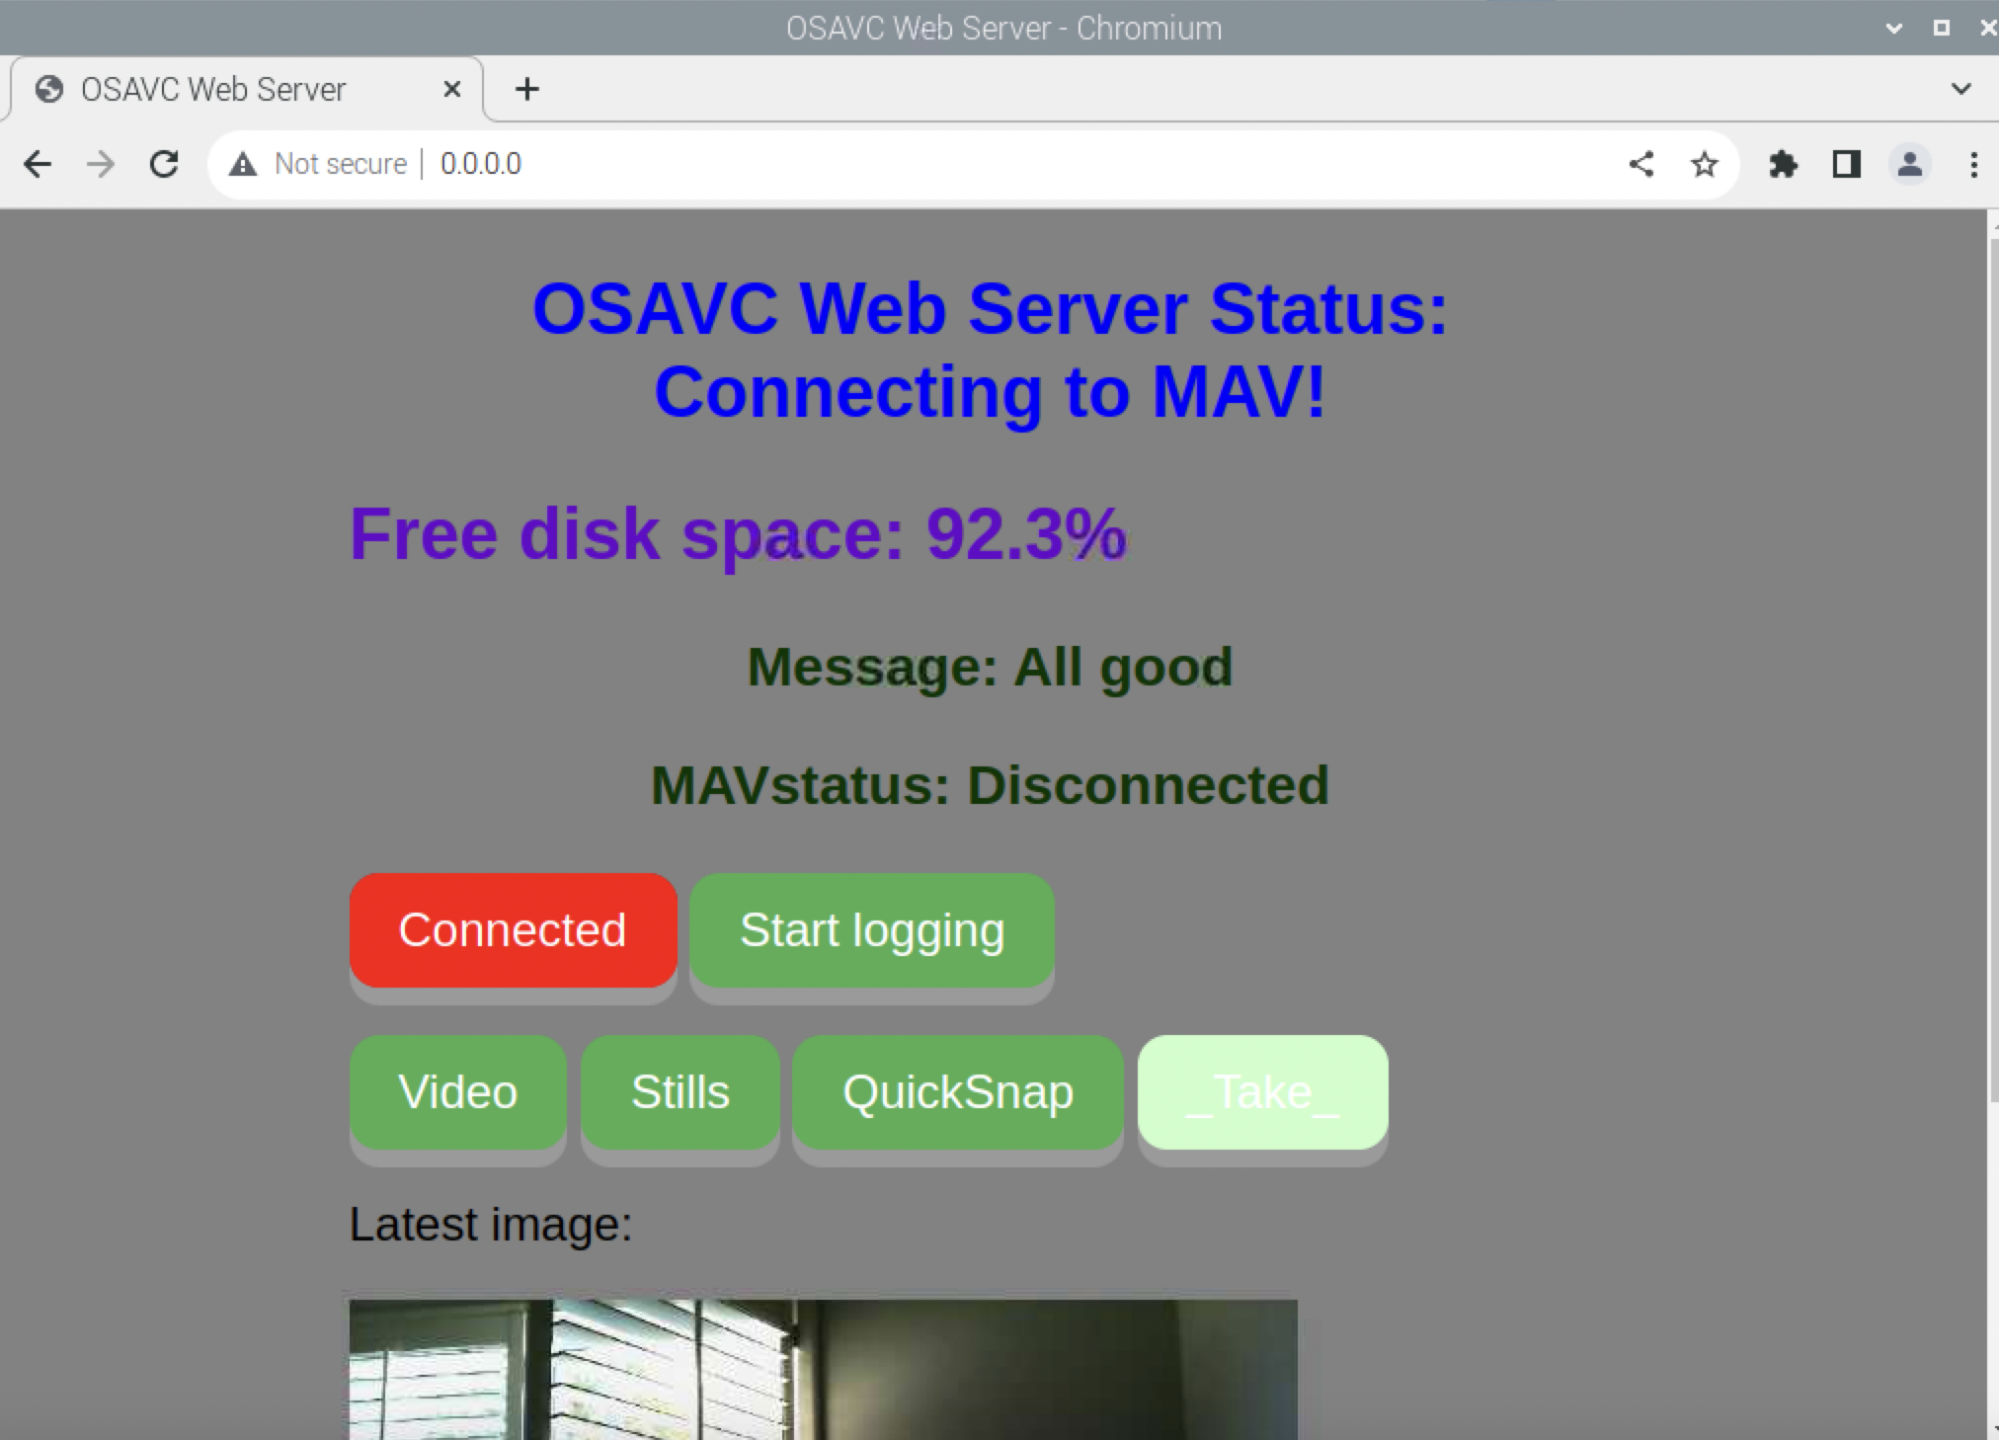 OSAVC Web Server - Chromium
OSAVC Web Server
Not secure 0.0.0.0
OSAVC Web Server Status:
Connecting to MAV!
Free disk space: 92.3%
Message: All good
MAVstatus: Disconnected
Connected Start logging
Video Stills QuickSnap _Take_
Latest image: